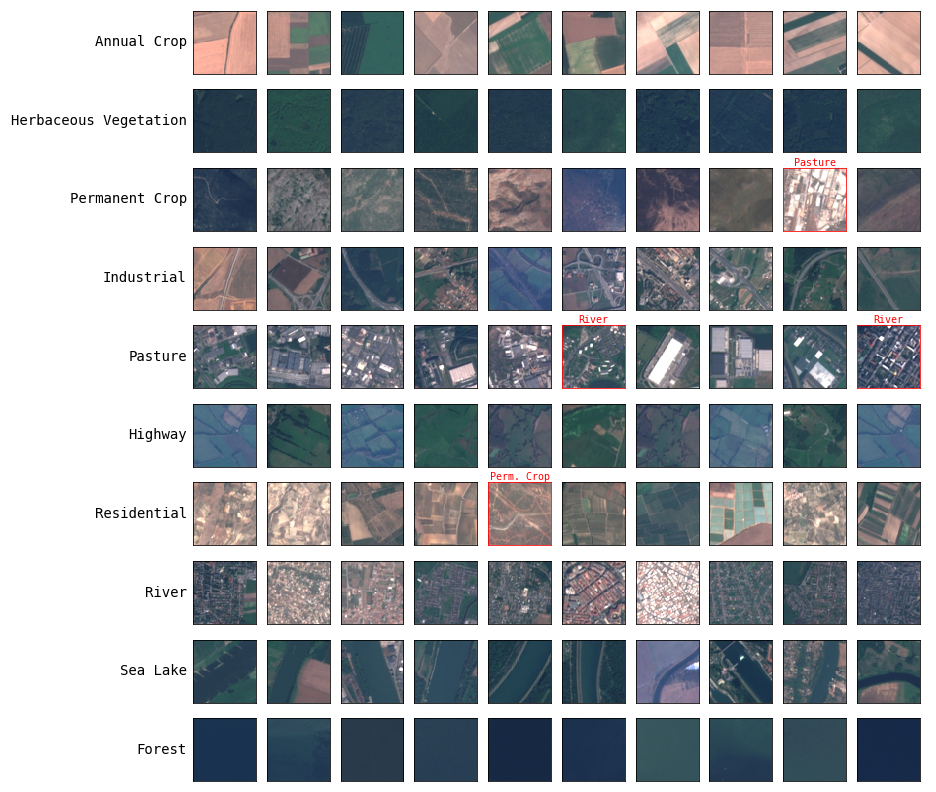 Annual Crop
Herbaceous Vegetation
Pasture
Permanent Crop
Industrial
River
River
Pasture
Highway
Perm. Crop
Residential
River
Sea Lake
Forest